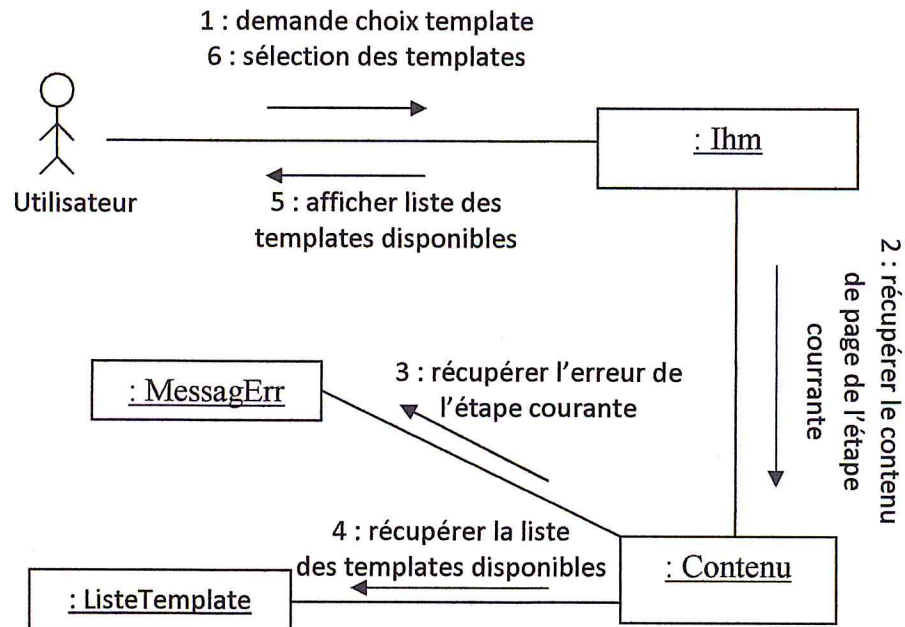 1 : demande choix template
6 : sélection des templates
: Ihm
Utilisateur
5 : afficher liste des
templates disponibles
2 : récupérer le contenu
de page de l'étape
courrante
3 : récupérer l'erreur de
l'étape courante
: MessagErr
4 : récupérer la liste
des templates disponibles
: Contenu
: ListeTemplate